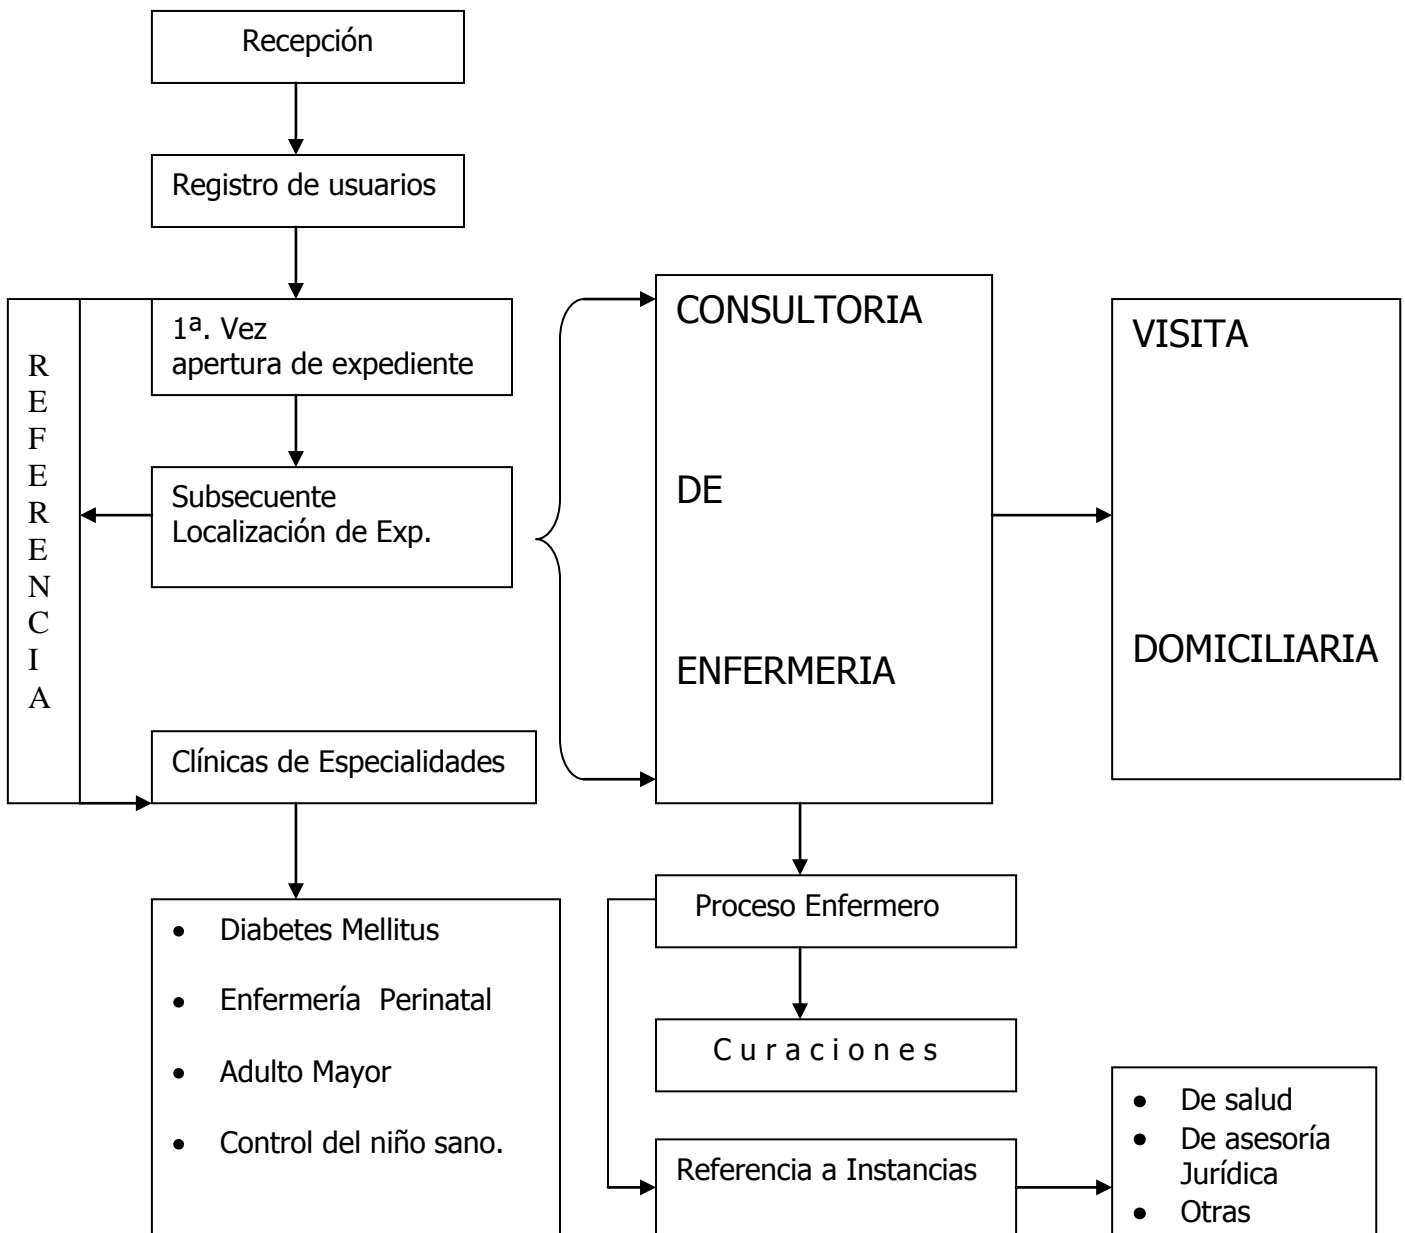 Recepción
Registro de usuarios
1ª. Vez
apertura de expediente
Subsecuente
Localización de Exp.
R
E
F
E
R
E
N
C
I
A
Clínicas de Especialidades
• Diabetes Mellitus
• Enfermería Perinatal
• Adulto Mayor
• Control del niño sano.
CONSULTORIA
DE
ENFERMERIA
VISITA
DOMICILIARIA
Proceso Enfermero
Curaciones
Referencia a Instancias
• De salud
• De asesoría
Jurídica
• Otras